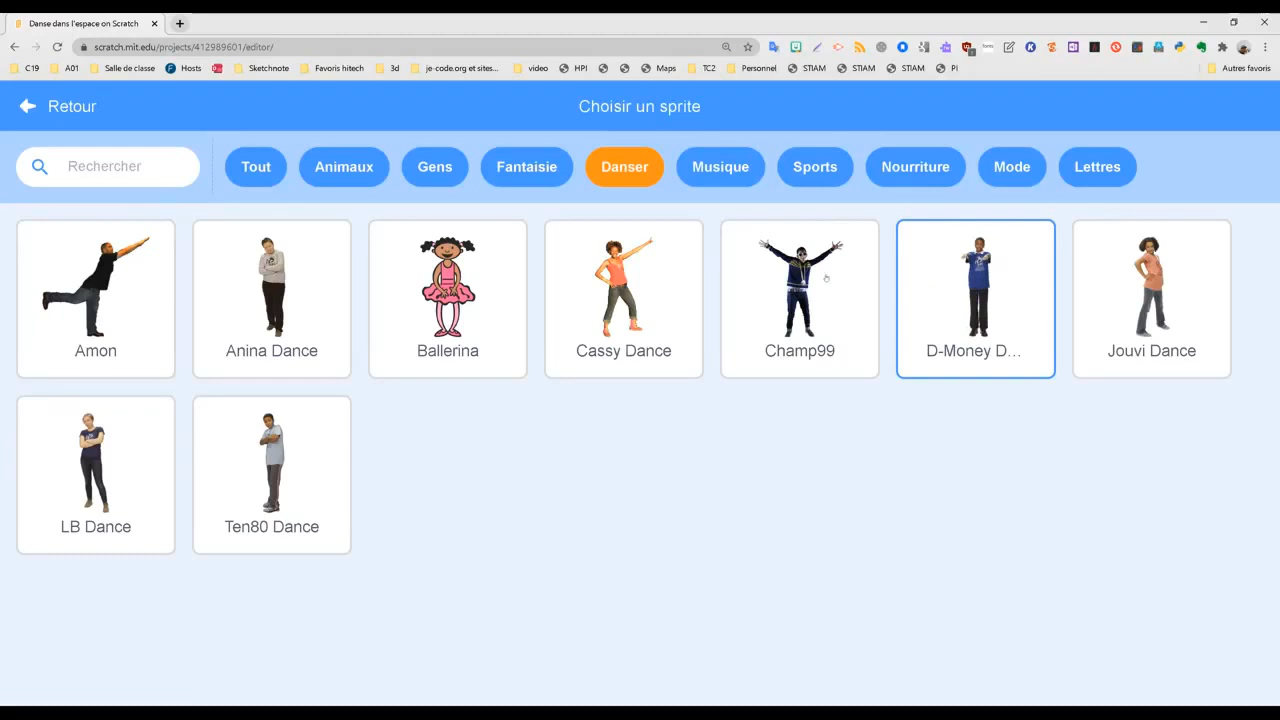 Danse dans l'espace on Scratch
scratch.mit.edu/projects/412989601/editor/
C19 A01 Salle de classe Hosts Sketchnote Favoris hitech 3d je-code.org et sites... video HPI Maps TC2 Personnel STIAM STIAM STIAM PI Autres favoris
Retour Choisir un sprite
Rechercher Tout Animaux Gens Fantaisie Danser Musique Sports Nourriture Mode Lettres
Amon Anina Dance Ballerina Cassy Dance Champ99 D-Money D... Jouvi Dance
LB Dance Ten80 Dance